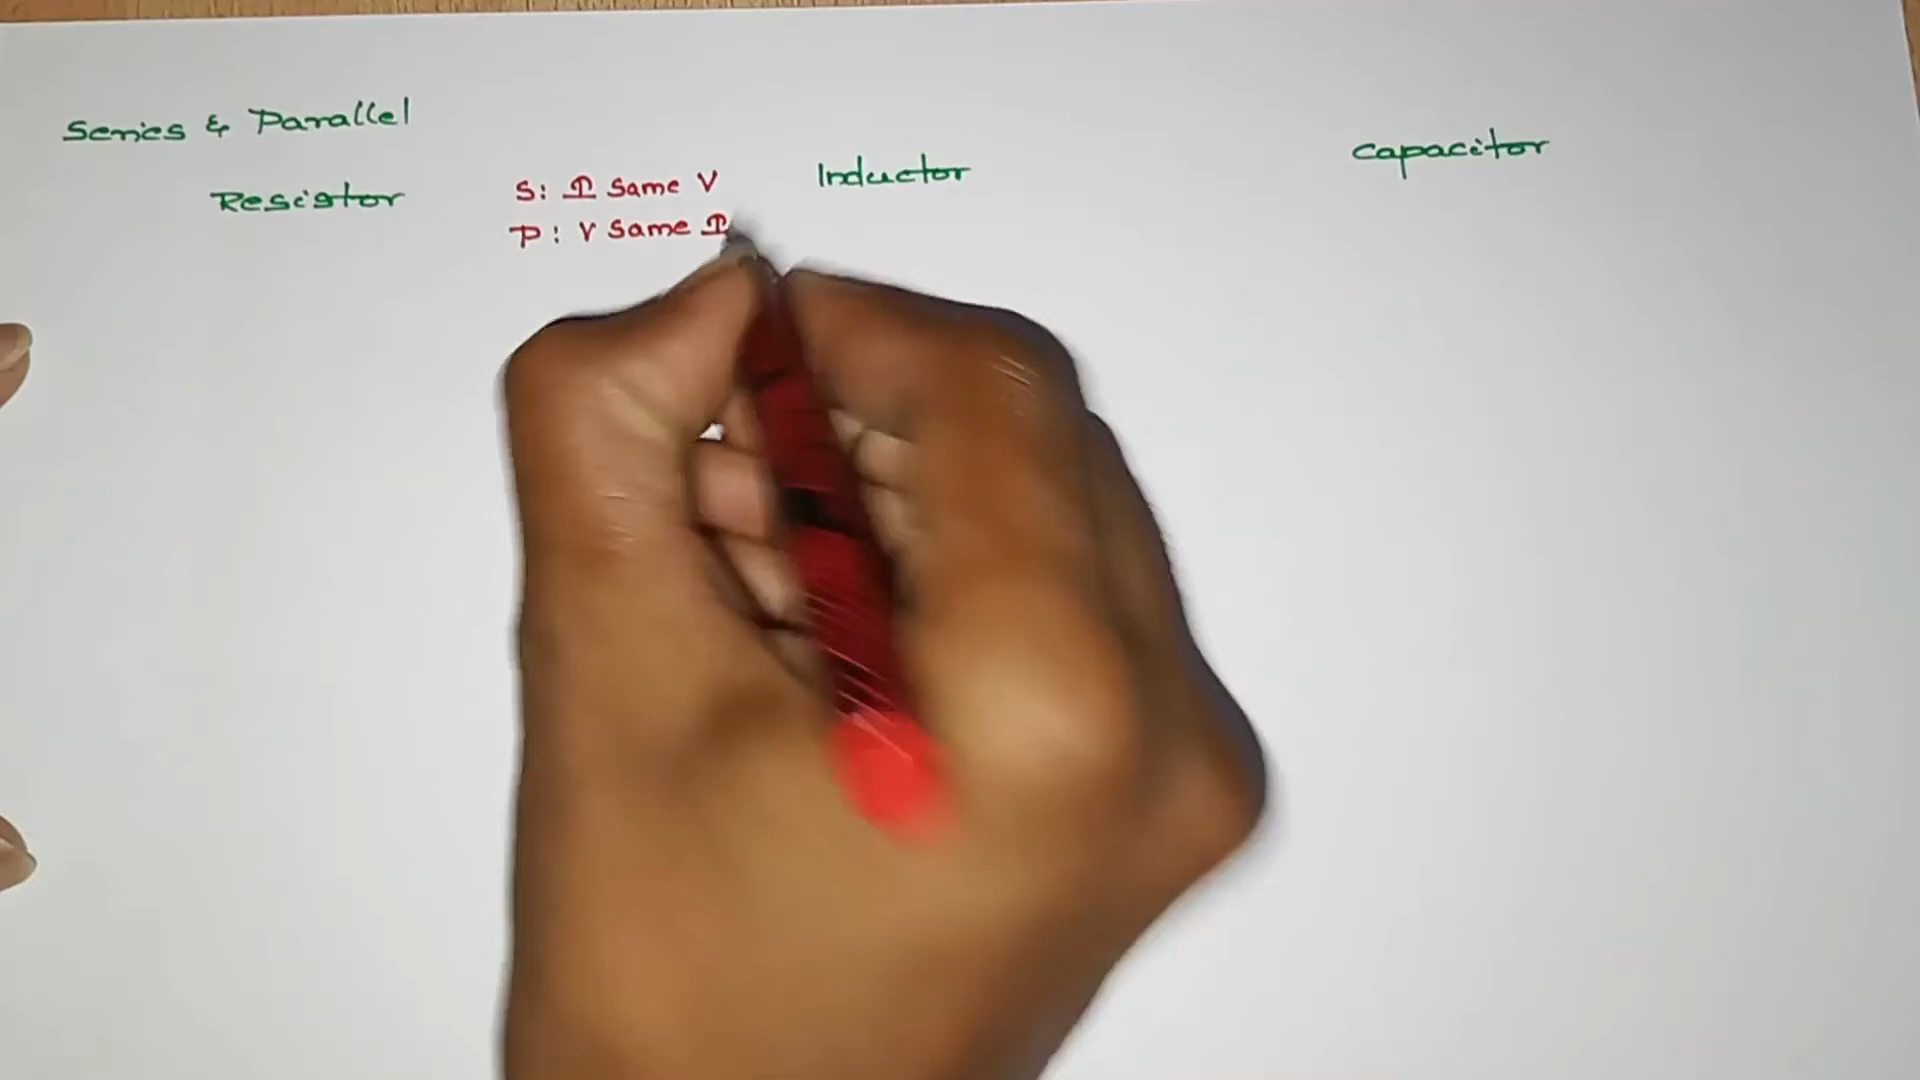 Series & Parallel
Resistor
S: I Same V
P: V Same I
Inductor
Capacitor